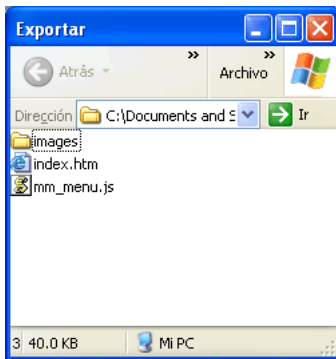 Exportar
»
»
Atrás
Archivo
Dirección C:\Documents and S Ir
images
index.htm
mm_menu.js
3 40.0 KB Mi PC